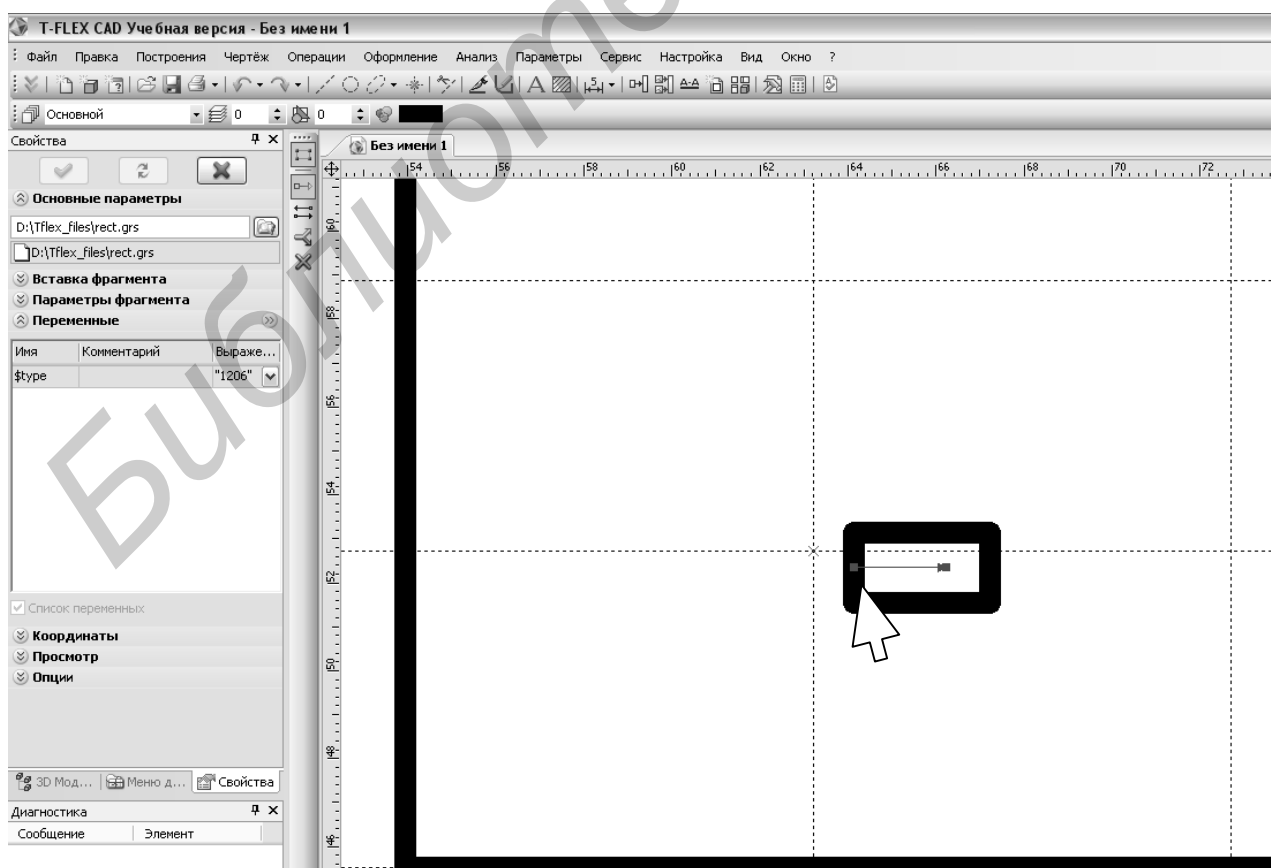 T-FLEX CAD Учебная версия - Без имени 1
Файл Правка Построения Чертёж Операции Оформление Анализ Параметры Сервис Настройка Вид Окно ?
Основной 0 0
Свойства
Без имени 1
54 56 58 60 62 64 66 68 70 72
Основные параметры
D:\Tflex_files\rect.grs
D:\Tflex_files\rect.grs
Вставка фрагмента
Параметры фрагмента
Переменные
Имя Комментарий Выраже...
$type "1206"
Список переменных
Координаты
Просмотр
Опции
3D Мод... Меню д... Свойства
Диагностика
Сообщение Элемент
60
58
56
54
52
50
48
46
Библиоте